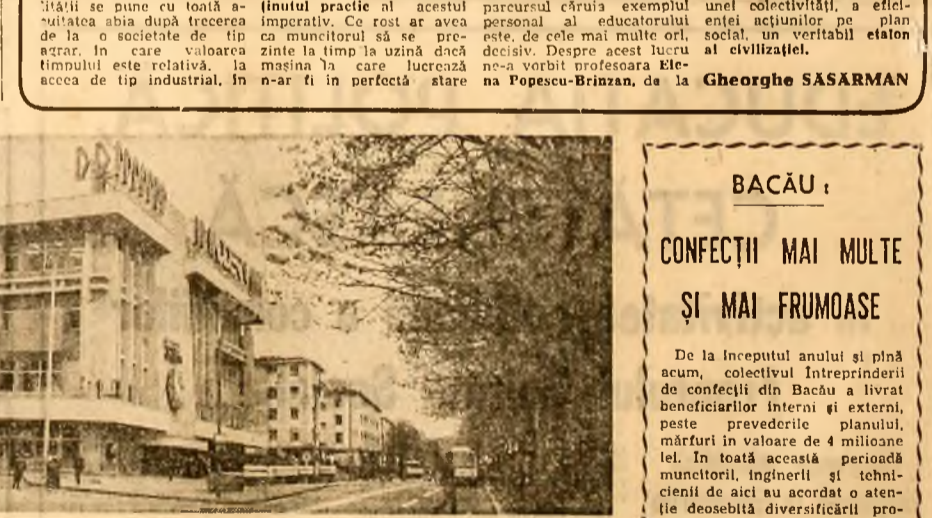 lității se pune cu toată a-
cuitatea abia după trecerea
de la o societate de tip
agrar, în care valoarea
timpului este relativă, la
aceea de tip industrial, în
ținutul practic al acestui
imperativ. Ce rost ar avea
ca muncitorul să se pre-
zinte la timp la uzină dacă
mașina la care lucrează
n-ar fi în perfectă stare
parcursul căruia exemplul
personal al educatorului
este, de cele mai multe ori,
decisiv. Despre acest lucru
ne-a vorbit profesoara Ele-
na Popescu-Brînzan, de la
unei colectivități, a efici-
enței acțiunilor pe plan
social, un veritabil etalon
al civilizației.
Gheorghe SĂSĂRMAN
BACĂU :
CONFECȚII MAI MULTE
ȘI MAI FRUMOASE
De la începutul anului și pînă
acum, colectivul Întreprinderii
de confecții din Bacău a livrat
beneficiarilor interni și externi,
peste prevederile planului,
mărfuri în valoare de 4 milioane
lei. În toată această perioadă
muncitorii, inginerii și tehni-
cienii de aici au acordat o aten-
ție deosebită diversificării pro-